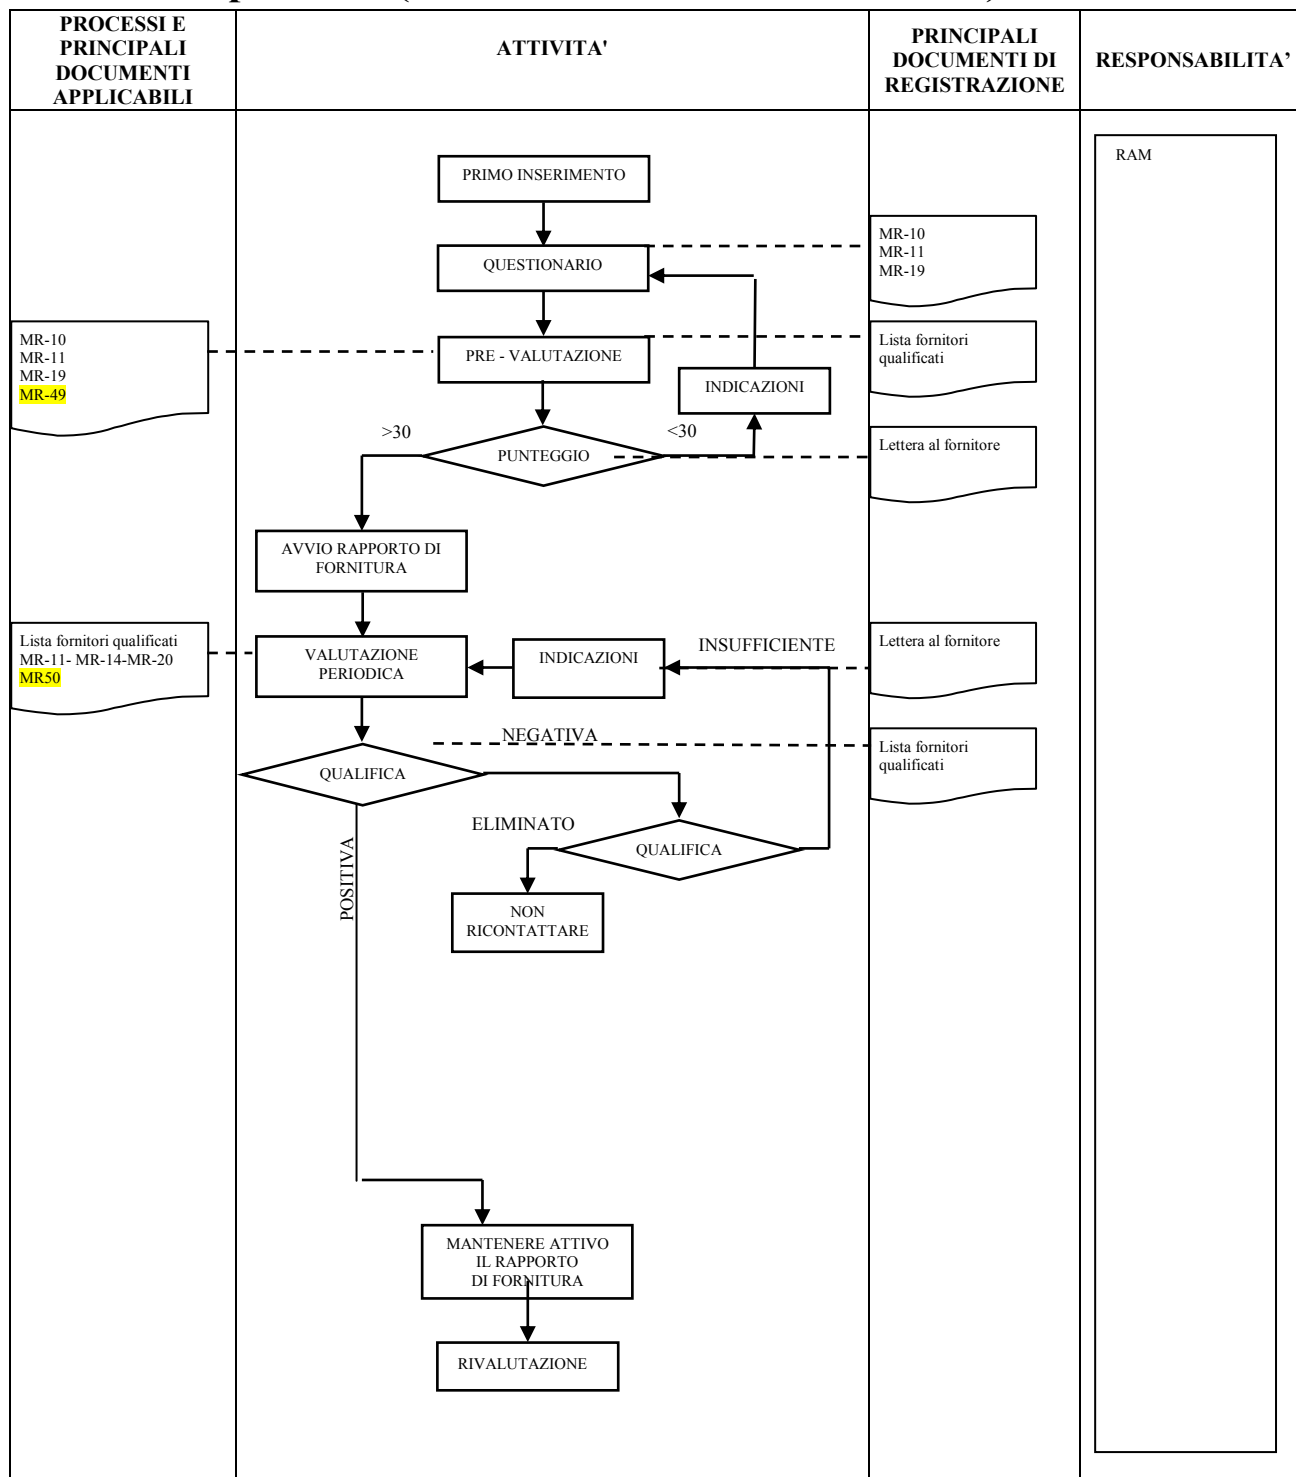 PROCESSI E
PRINCIPALI
DOCUMENTI
APPLICABILI
ATTIVITA'
PRINCIPALI
DOCUMENTI DI
REGISTRAZIONE
RESPONSABILITA’
RAM
PRIMO INSERIMENTO
QUESTIONARIO
MR-10
MR-11
MR-19
MR-10
MR-11
MR-19
MR-49
PRE - VALUTAZIONE
Lista fornitori
qualificati
INDICAZIONI
>30
<30
PUNTEGGIO
Lettera al fornitore
AVVIO RAPPORTO DI
FORNITURA
Lista fornitori qualificati
MR-11- MR-14-MR-20
MR50
VALUTAZIONE
PERIODICA
INDICAZIONI
INSUFFICIENTE
Lettera al fornitore
NEGATIVA
Lista fornitori
qualificati
QUALIFICA
ELIMINATO
QUALIFICA
POSITIVA
NON
RICONTATTARE
MANTENERE ATTIVO
IL RAPPORTO
DI FORNITURA
RIVALUTAZIONE